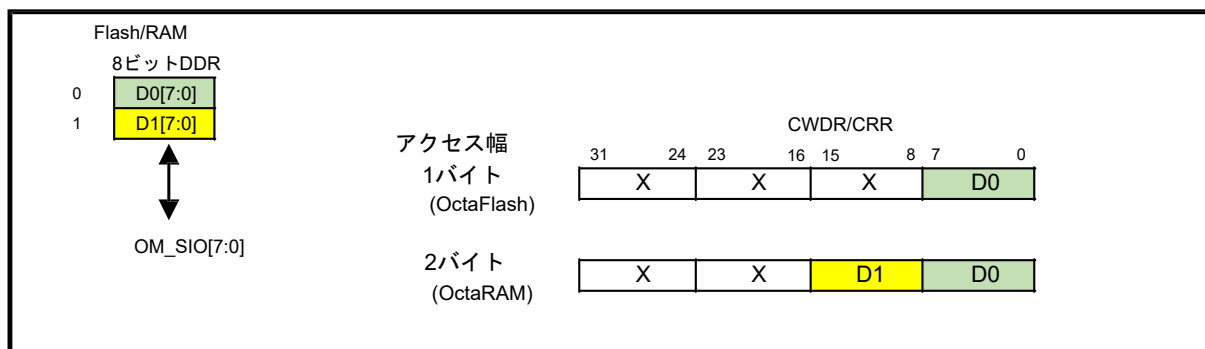 Flash/RAM
8ビットDDR
0 D0[7:0]
1 D1[7:0]
OM_SIO[7:0]
アクセス幅
CWDR/CRR
31 24 23 16 15 8 7 0
1バイト X X X D0
(OctaFlash)
2バイト X X D1 D0
(OctaRAM)